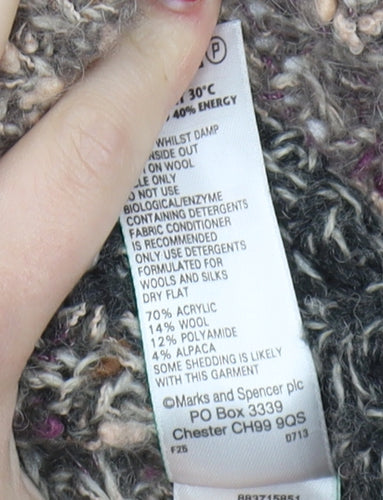 P
30°C
40% ENERGY
WHILST DAMP
INSIDE OUT
ON WOOL
ONLY
NOT USE
BIOLOGICAL/ENZYME
CONTAINING DETERGENTS
FABRIC CONDITIONER
IS RECOMMENDED
ONLY USE DETERGENTS
FORMULATED FOR
WOOLS AND SILKS
DRY FLAT
70% ACRYLIC
14% WOOL
12% POLYAMIDE
4% ALPACA
SOME SHEDDING IS LIKELY
WITH THIS GARMENT
©Marks and Spencer plc
PO Box 3339
Chester CH99 9QS
F25 0713